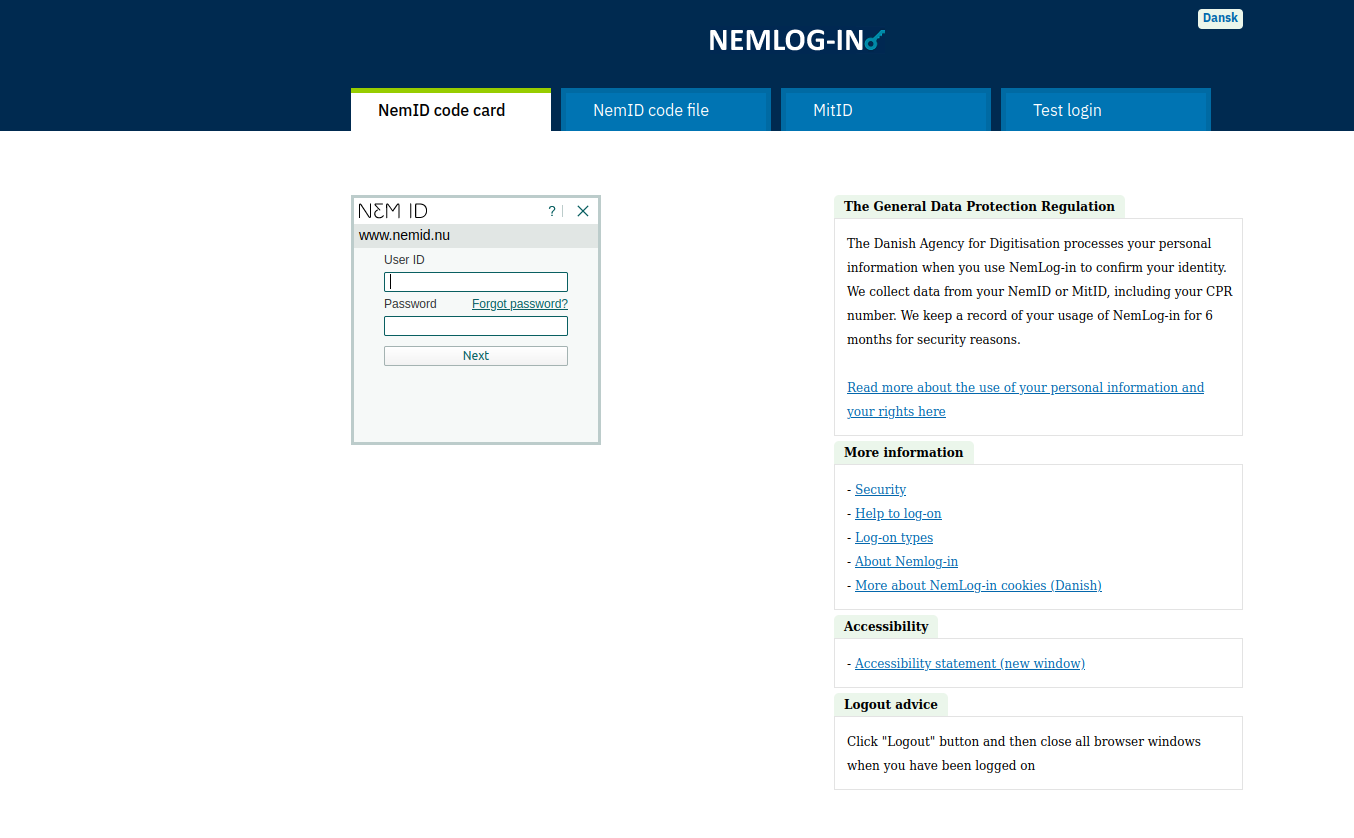 Dansk
NEMLOG-IN
NemID code card
NemID code file
MitID
Test login
NEM ID
?
www.nemid.nu
User ID
Password Forgot password?
Next
The General Data Protection Regulation
The Danish Agency for Digitisation processes your personal
information when you use NemLog-in to confirm your identity.
We collect data from your NemID or MitID, including your CPR
number. We keep a record of your usage of NemLog-in for 6
months for security reasons.
Read more about the use of your personal information and
your rights here
More information
- Security
- Help to log-on
- Log-on types
- About Nemlog-in
- More about NemLog-in cookies (Danish)
Accessibility
- Accessibility statement (new window)
Logout advice
Click "Logout" button and then close all browser windows
when you have been logged on